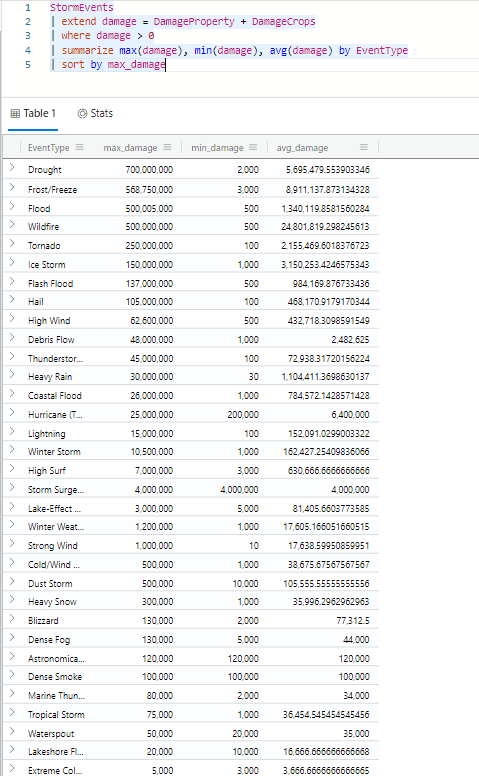 1 StormEvents
2 | extend damage = DamageProperty + DamageCrops
3 | where damage > 0
4 | summarize max(damage), min(damage), avg(damage) by EventType
5 | sort by max_damage
Table 1 Stats
EventType max_damage min_damage avg_damage
Drought 700,000,000 2,000 5,695,479.553903346
Frost/Freeze 568,750,000 3,000 8,911,137.873134328
Flood 500,005,000 500 1,340,119.8581560284
Wildfire 500,000,000 500 24,801,819.298245613
Tornado 250,000,000 100 2,155,469.6018376723
Ice Storm 150,000,000 1,000 3,150,253.4246575343
Flash Flood 137,000,000 500 984,169.876733436
Hail 105,000,000 100 468,170.9179170344
High Wind 62,600,000 500 432,718.3098591549
Debris Flow 48,000,000 1,000 2,482,625
Thunderstor... 45,000,000 100 72,938.31720156224
Heavy Rain 30,000,000 30 1,104,411.3698630137
Coastal Flood 26,000,000 1,000 784,572.1428571428
Hurricane (T... 25,000,000 200,000 6,400,000
Lightning 15,000,000 100 152,091.0299003322
Winter Storm 10,500,000 1,000 162,427.25409836066
High Surf 7,000,000 3,000 630,666.6666666666
Storm Surge... 4,000,000 4,000,000 4,000,000
Lake-Effect ... 3,000,000 5,000 81,405.6603773585
Winter Weat... 1,200,000 1,000 17,605.166051660515
Strong Wind 1,000,000 10 17,638.59950859951
Cold/Wind ... 500,000 1,000 38,675.67567567567
Dust Storm 500,000 10,000 105,555.55555555556
Heavy Snow 300,000 1,000 35,996.2962962963
Blizzard 130,000 2,000 77,312.5
Dense Fog 130,000 5,000 44,000
Astronomica... 120,000 120,000 120,000
Dense Smoke 100,000 100,000 100,000
Marine Thun... 80,000 2,000 34,000
Tropical Storm 75,000 1,000 36,454.545454545456
Waterspout 50,000 20,000 35,000
Lakeshore Fl... 20,000 10,000 16,666.666666666668
Extreme Col... 5,000 3,000 3,666.6666666666665